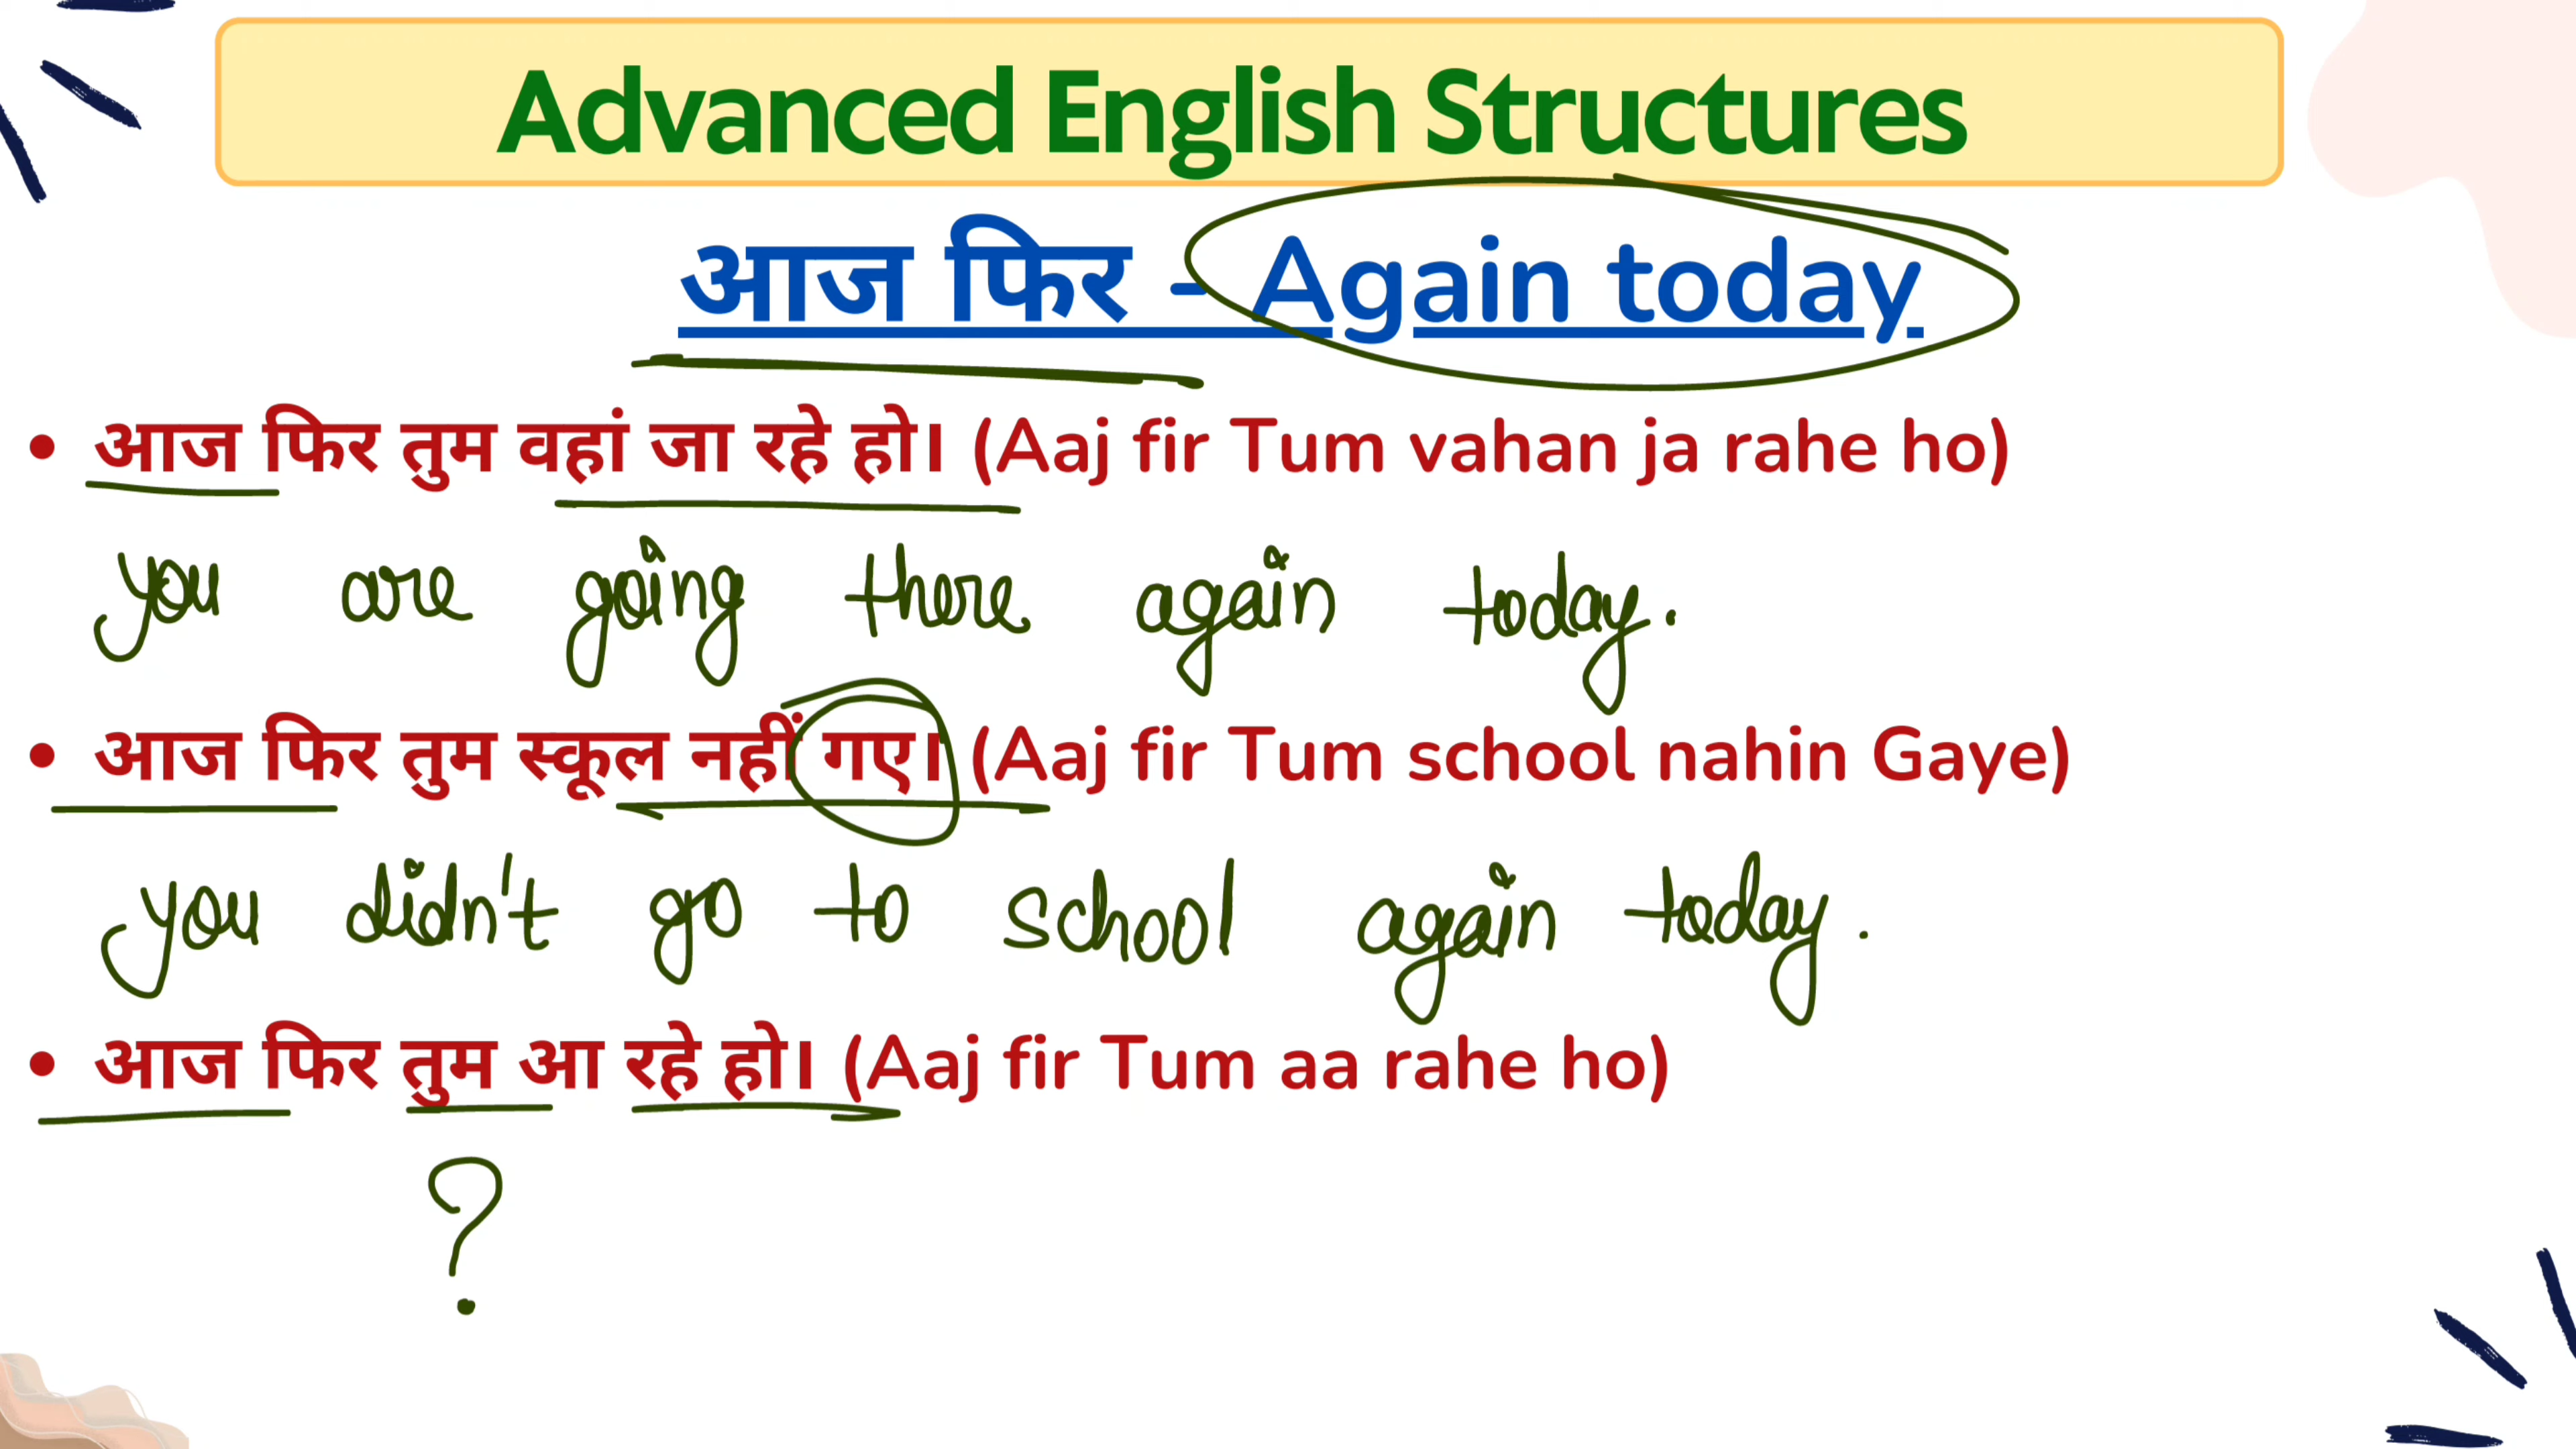 Advanced English Structures
आज फिर - Again today
• आज फिर तुम वहां जा रहे हो। (Aaj fir Tum vahan ja rahe ho)
you are going there again today.
• आज फिर तुम स्कूल नहीं गए। (Aaj fir Tum school nahin Gaye)
you didn't go to school again today.
• आज फिर तुम आ रहे हो। (Aaj fir Tum aa rahe ho)
?